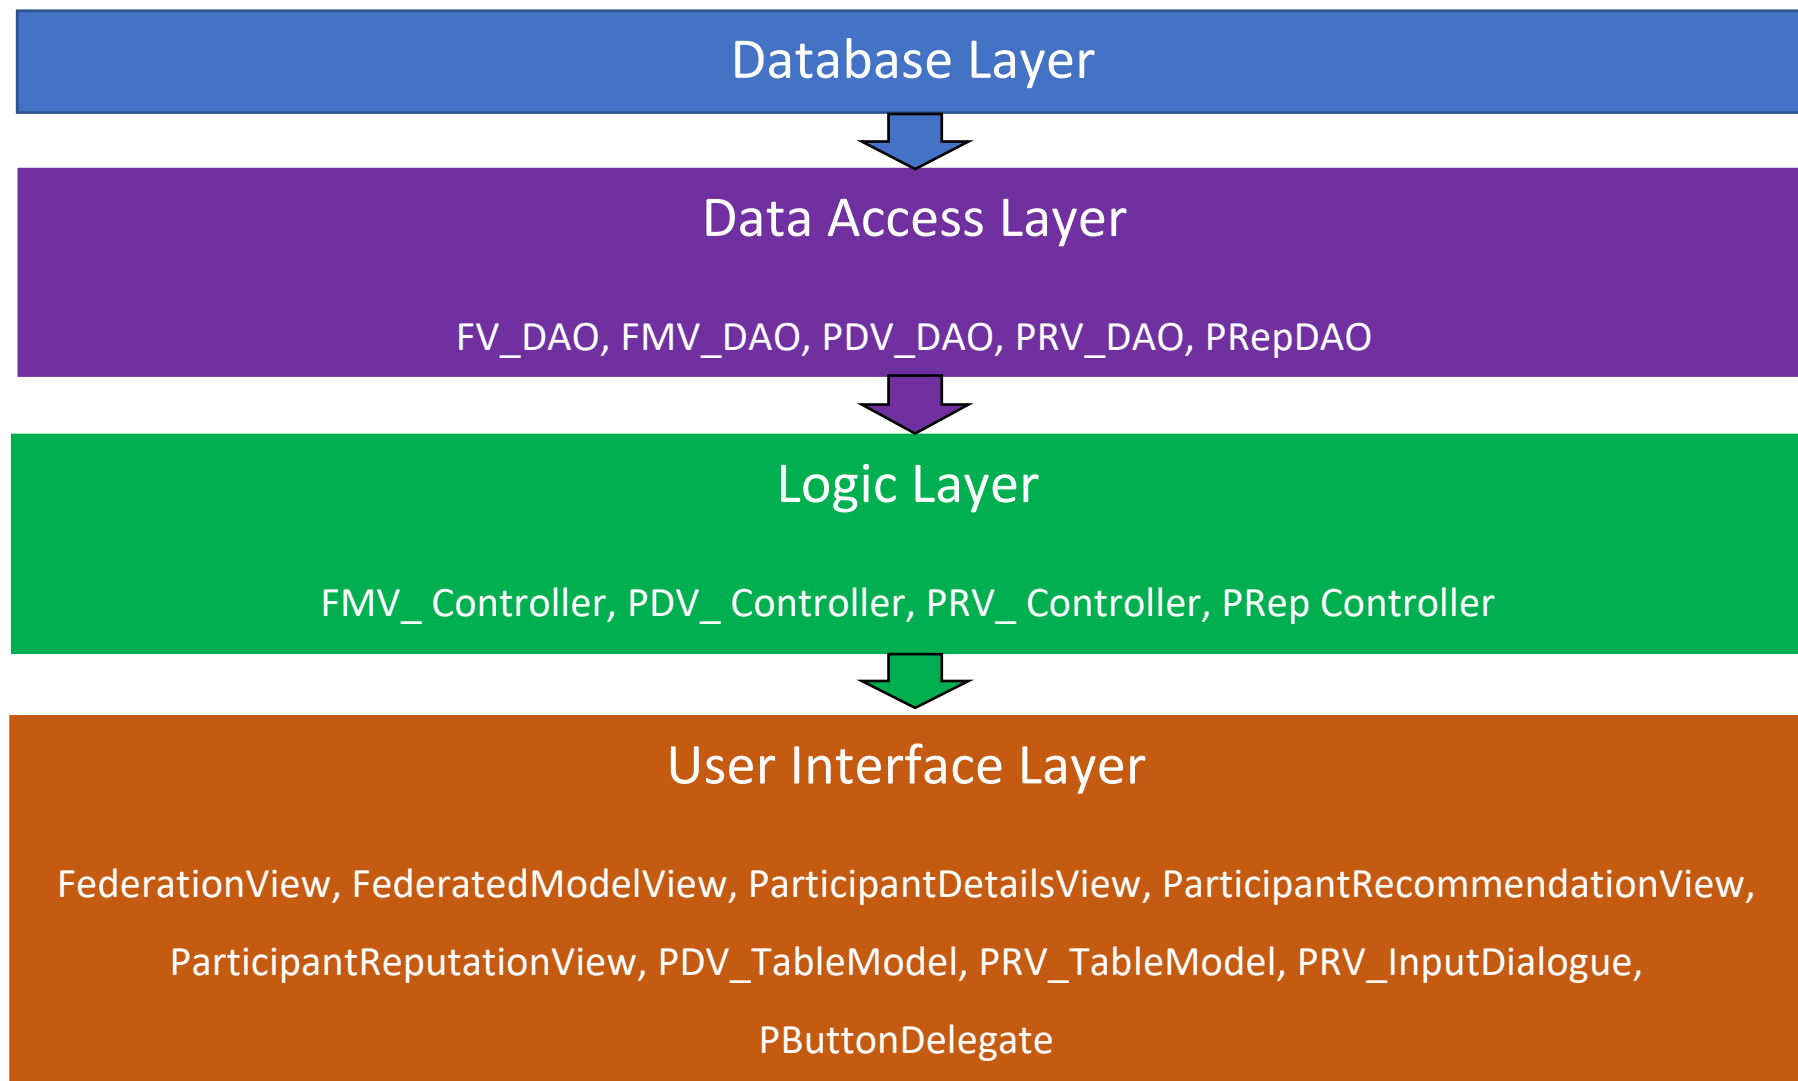 Database Layer
Data Access Layer
FV_DAO, FMV_DAO, PDV_DAO, PRV_DAO, PRepDAO
Logic Layer
FMV_ Controller, PDV_ Controller, PRV_ Controller, PRep Controller
User Interface Layer
FederationView, FederatedModelView, ParticipantDetailsView, ParticipantRecommendationView,
ParticipantReputationView, PDV_TableModel, PRV_TableModel, PRV_InputDialogue,
PButtonDelegate